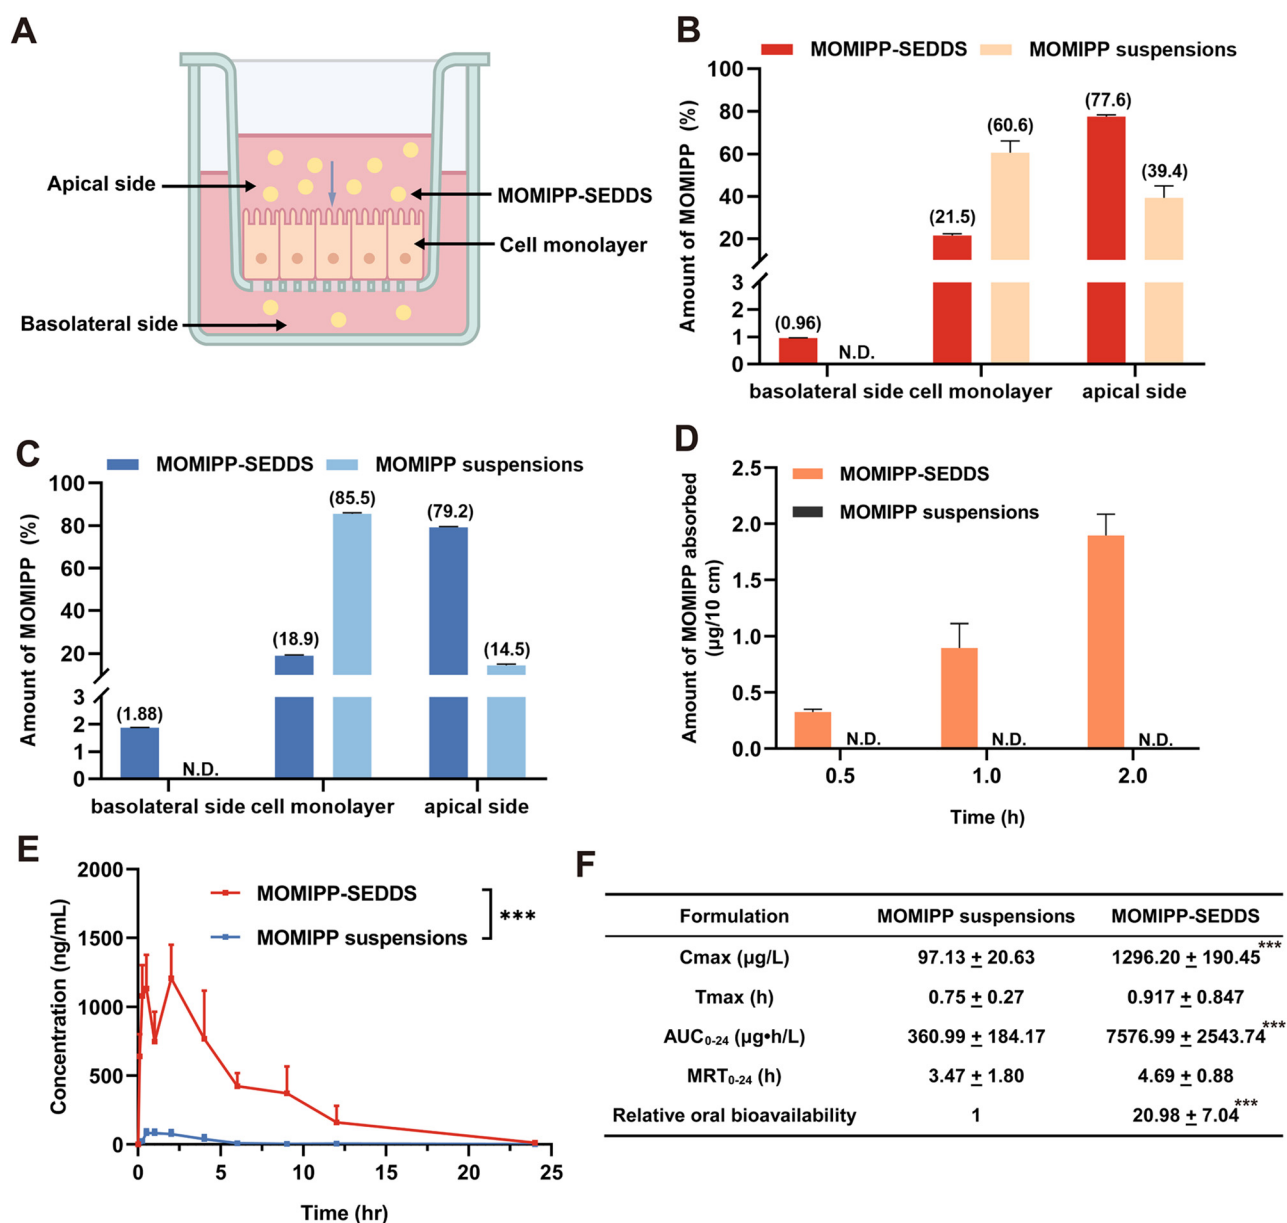 A
Apical side
MOMIPP-SEDDS
Cell monolayer
Basolateral side
B
MOMIPP-SEDDS MOMIPP suspensions
Amount of MOMIPP (%)
100
80
60
40
20
3
2
1
0
(0.96)
N.D.
(21.5)
(60.6)
(77.6)
(39.4)
basolateral side cell monolayer apical side
C
MOMIPP-SEDDS MOMIPP suspensions
Amount of MOMIPP (%)
100
80
60
40
20
3
2
1
0
(1.88)
N.D.
(18.9)
(85.5)
(79.2)
(14.5)
basolateral side cell monolayer apical side
D
MOMIPP-SEDDS
MOMIPP suspensions
Amount of MOMIPP absorbed
(µg/10 cm)
2.5
2.0
1.5
1.0
0.5
0.0
N.D. N.D. N.D.
0.5 1.0 2.0
Time (h)
E
MOMIPP-SEDDS
MOMIPP suspensions
***
Concentration (ng/mL)
2000
1500
1000
500
0
0 5 10 15 20 25
Time (hr)
F
Formulation MOMIPP suspensions MOMIPP-SEDDS
Cmax (µg/L) 97.13 ± 20.63 1296.20 ± 190.45***
Tmax (h) 0.75 ± 0.27 0.917 ± 0.847
AUC₀₋₂₄ (µg•h/L) 360.99 ± 184.17 7576.99 ± 2543.74***
MRT₀₋₂₄ (h) 3.47 ± 1.80 4.69 ± 0.88
Relative oral bioavailability 1 20.98 ± 7.04***